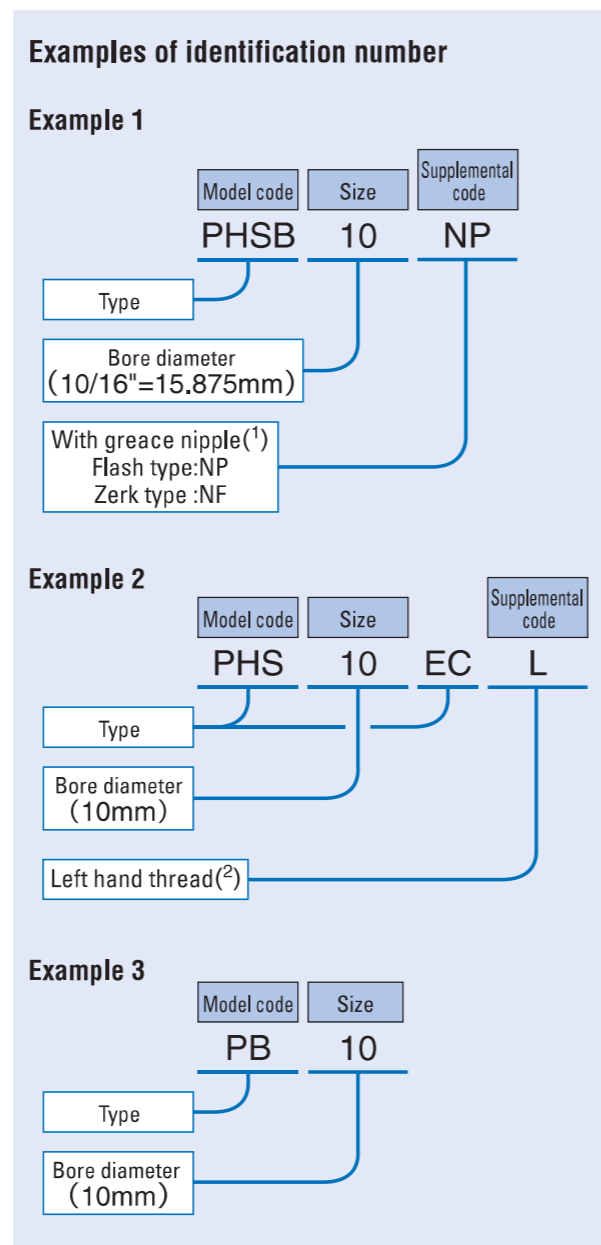 Examples of identification number
Example 1
Model code Size Supplemental code
PHSB 10 NP
Type
Bore diameter
(10/16"=15.875mm)
With greace nipple(1)
Flash type:NP
Zerk type :NF
Example 2
Model code Size Supplemental code
PHS 10 EC L
Type
Bore diameter
(10mm)
Left hand thread(2)
Example 3
Model code Size
PB 10
Type
Bore diameter
(10mm)